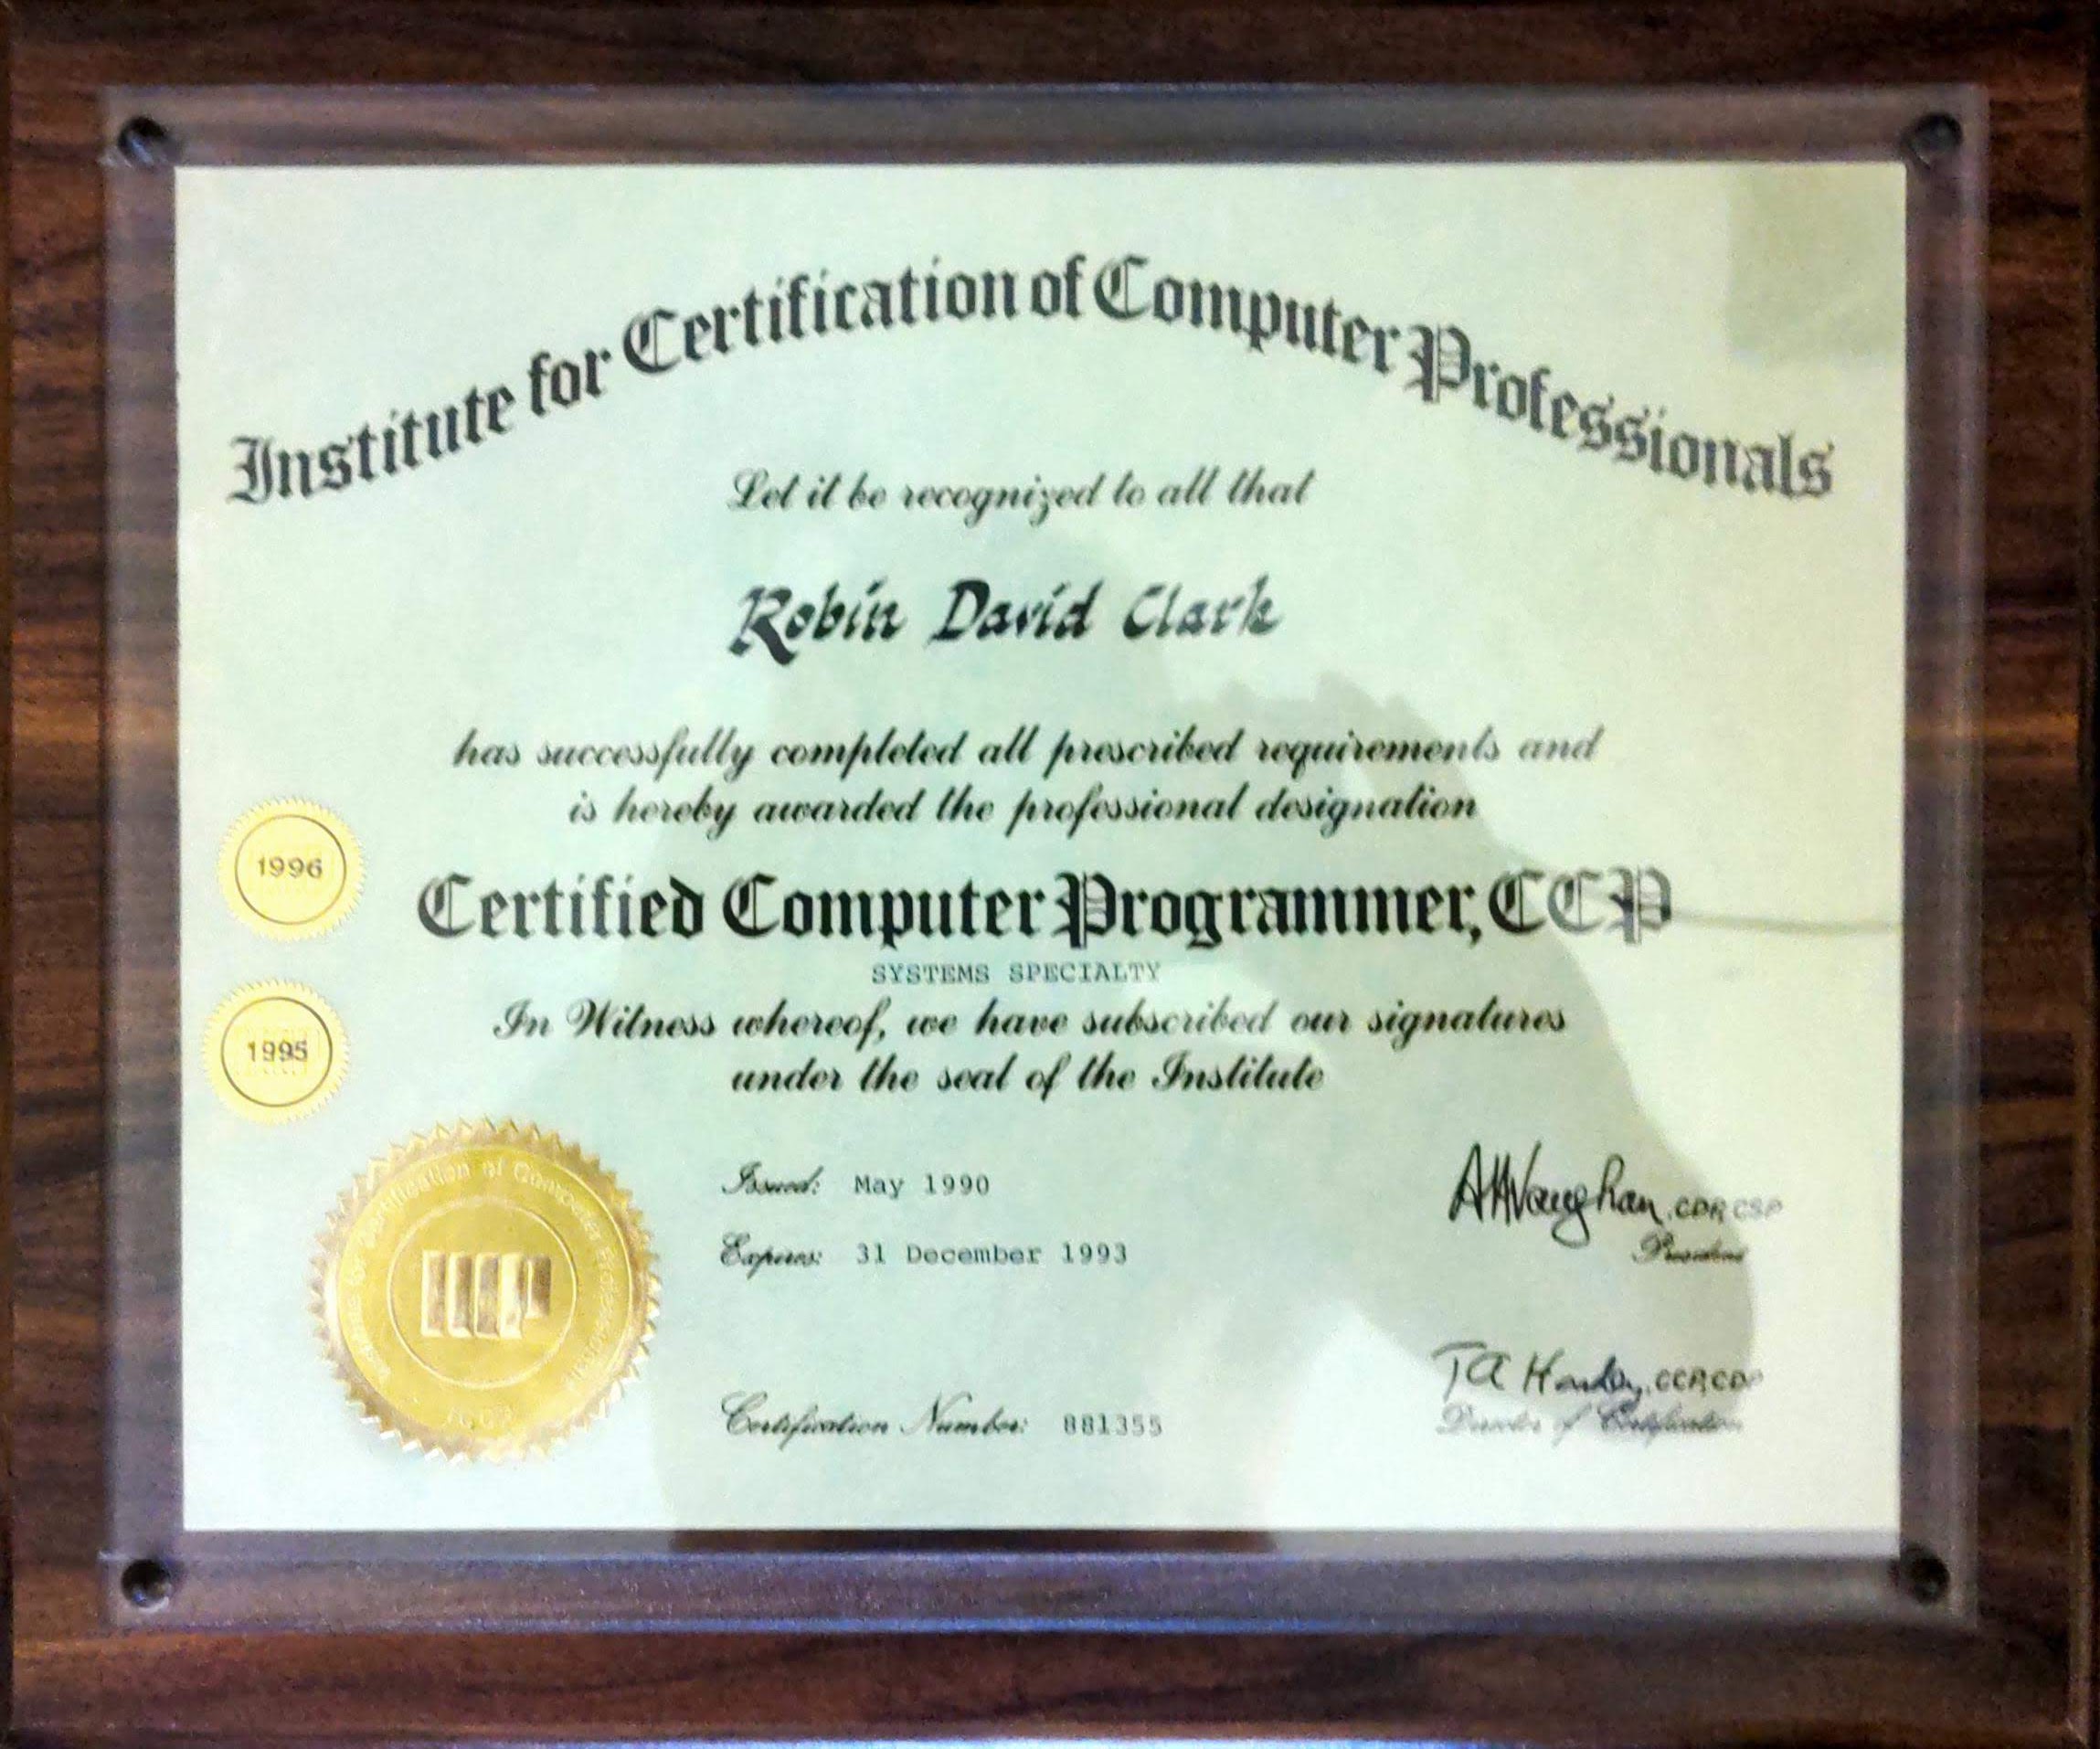 Institute for Certification of Computer Professionals
Let it be recognized to all that
Robin David Clark
has successfully completed all prescribed requirements and
is hereby awarded the professional designation
1996
Certified Computer Programmer, CCP
SYSTEMS SPECIALTY
1995
In Witness whereof, we have subscribed our signatures
under the seal of the Institute
Issued: May 1990
A H Vaughan, CDP, CSP
President
Expires: 31 December 1993
Institute for Certification of Computer Professionals
ICCP
T A , CCP, CDP
Director of Certification
Certification Number: 881355